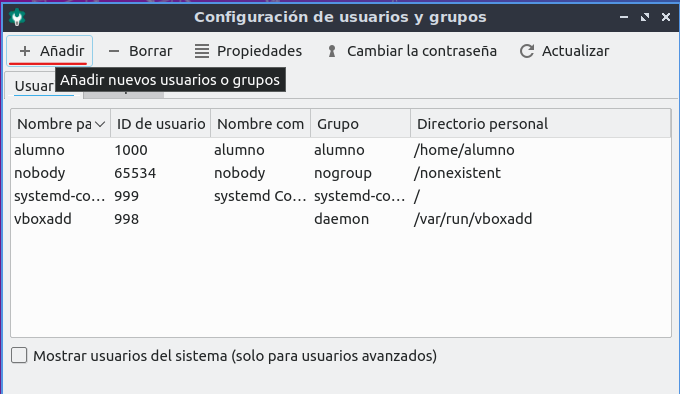 Configuración de usuarios y grupos
+ Añadir − Borrar Propiedades Cambiar la contraseña Actualizar
Añadir nuevos usuarios o grupos
Usuar
Nombre pa ID de usuario Nombre com Grupo Directorio personal
alumno 1000 alumno alumno /home/alumno
nobody 65534 nobody nogroup /nonexistent
systemd-co... 999 systemd Co... systemd-co... /
vboxadd 998 daemon /var/run/vboxadd
Mostrar usuarios del sistema (solo para usuarios avanzados)